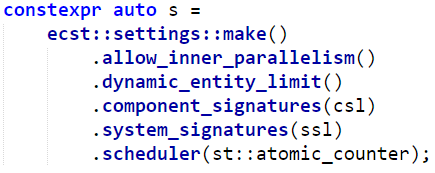 constexpr auto s =
    ecst::settings::make()
        .allow_inner_parallelism()
        .dynamic_entity_limit()
        .component_signatures(csl)
        .system_signatures(ssl)
        .scheduler(st::atomic_counter);